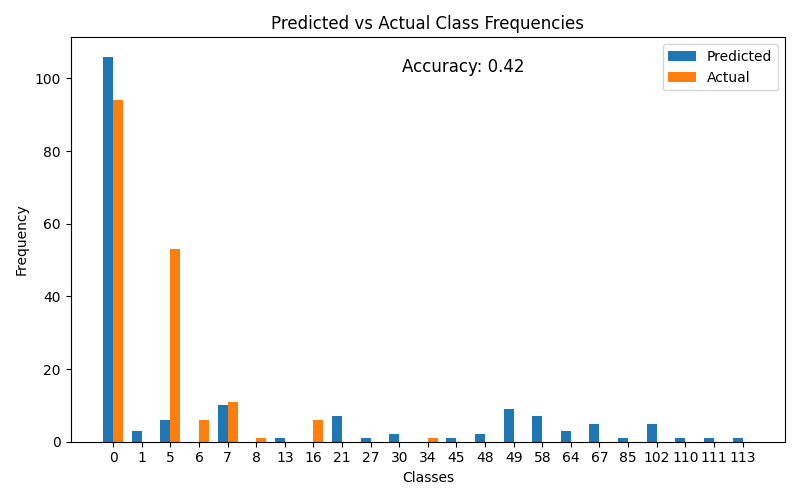 Predicted vs Actual Class Frequencies
Accuracy: 0.42
Predicted
Actual
Frequency
100
80
60
40
20
0
0 1 5 6 7 8 13 16 21 27 30 34 45 48 49 58 64 67 85 102 110 111 113
Classes